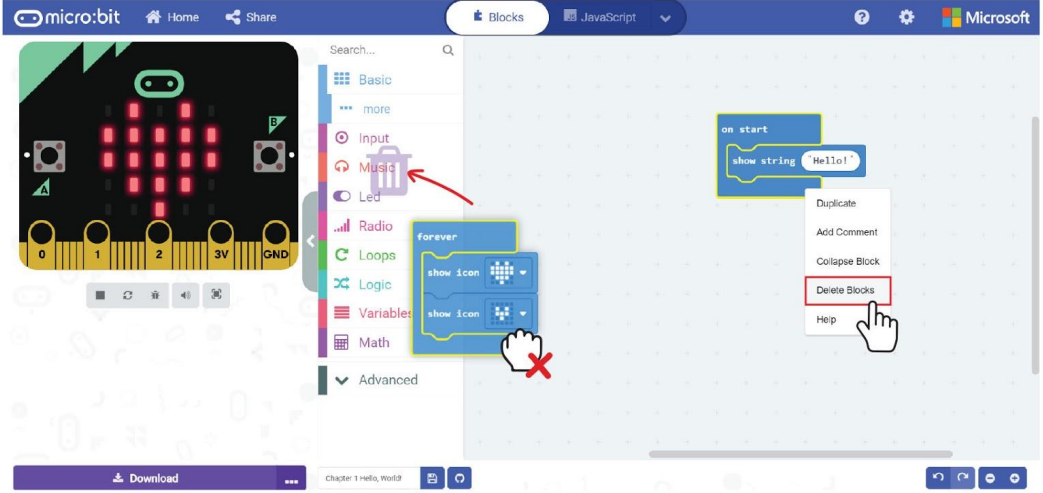 micro:bit
Home
Share
Blocks
JavaScript
Microsoft
A
B
0
1
2
3V
GND
Search...
Basic
more
Input
Music
Led
Radio
Loops
Logic
Variables
Math
Advanced
forever
show icon
show icon
on start
show string "Hello!"
Duplicate
Add Comment
Collapse Block
Delete Blocks
Help
Download
Chapter 1 Hello, World!